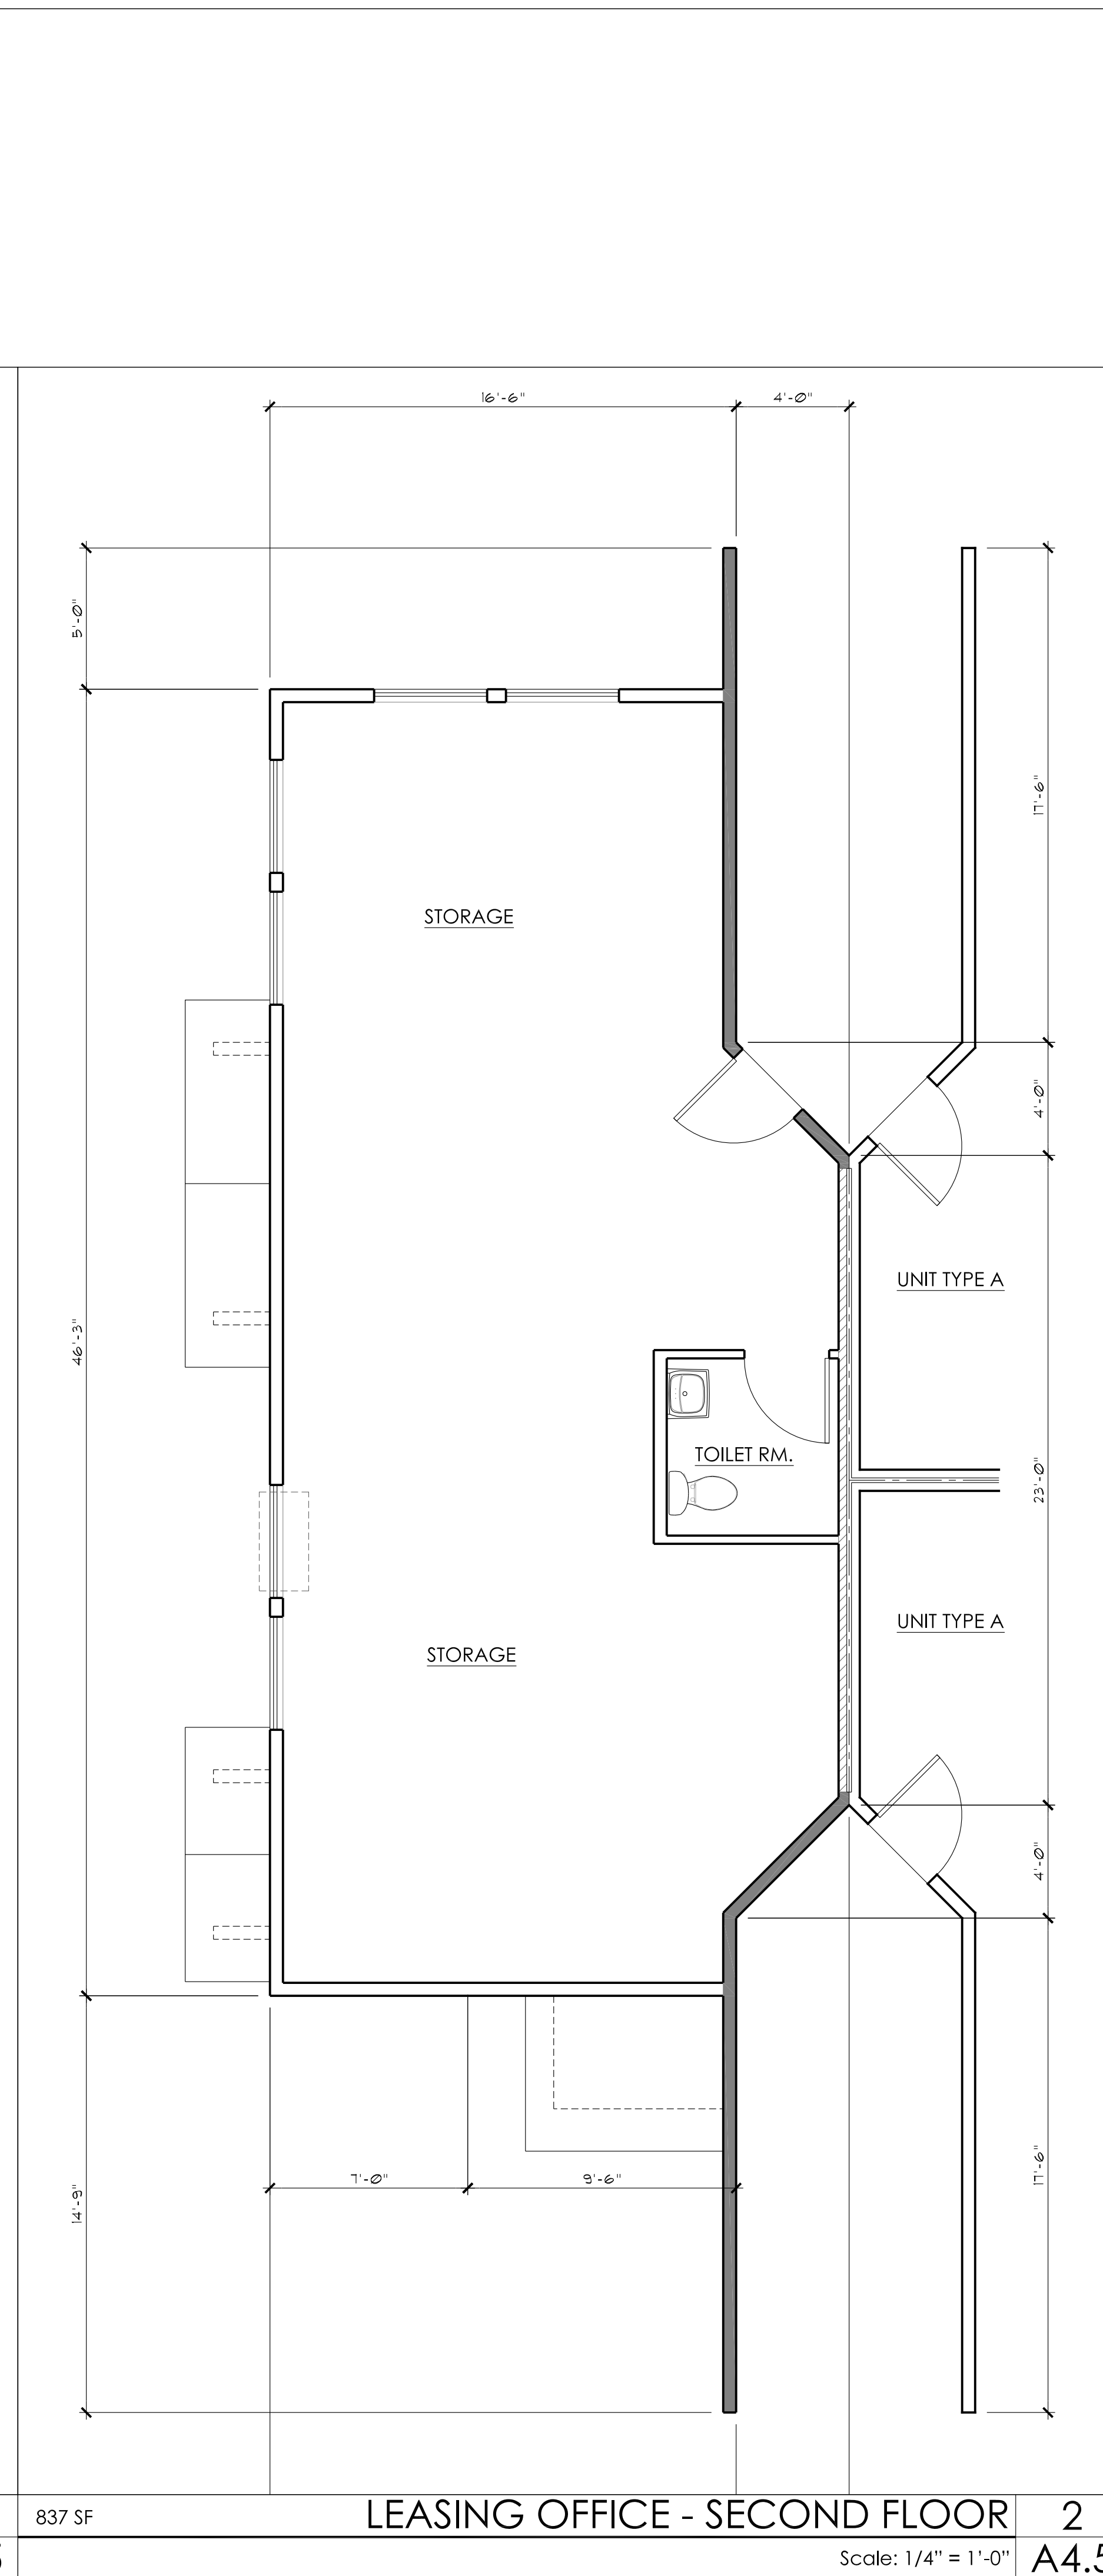 16'-6"
4'-0"
5'-0"
17'-6"
STORAGE
4'-0"
UNIT TYPE A
46'-3"
TOILET RM.
23'-0"
UNIT TYPE A
STORAGE
4'-0"
7'-0"
9'-6"
17'-6"
14'-9"
837 SF
LEASING OFFICE - SECOND FLOOR
2
Scale: 1/4" = 1'-0"
A4.5